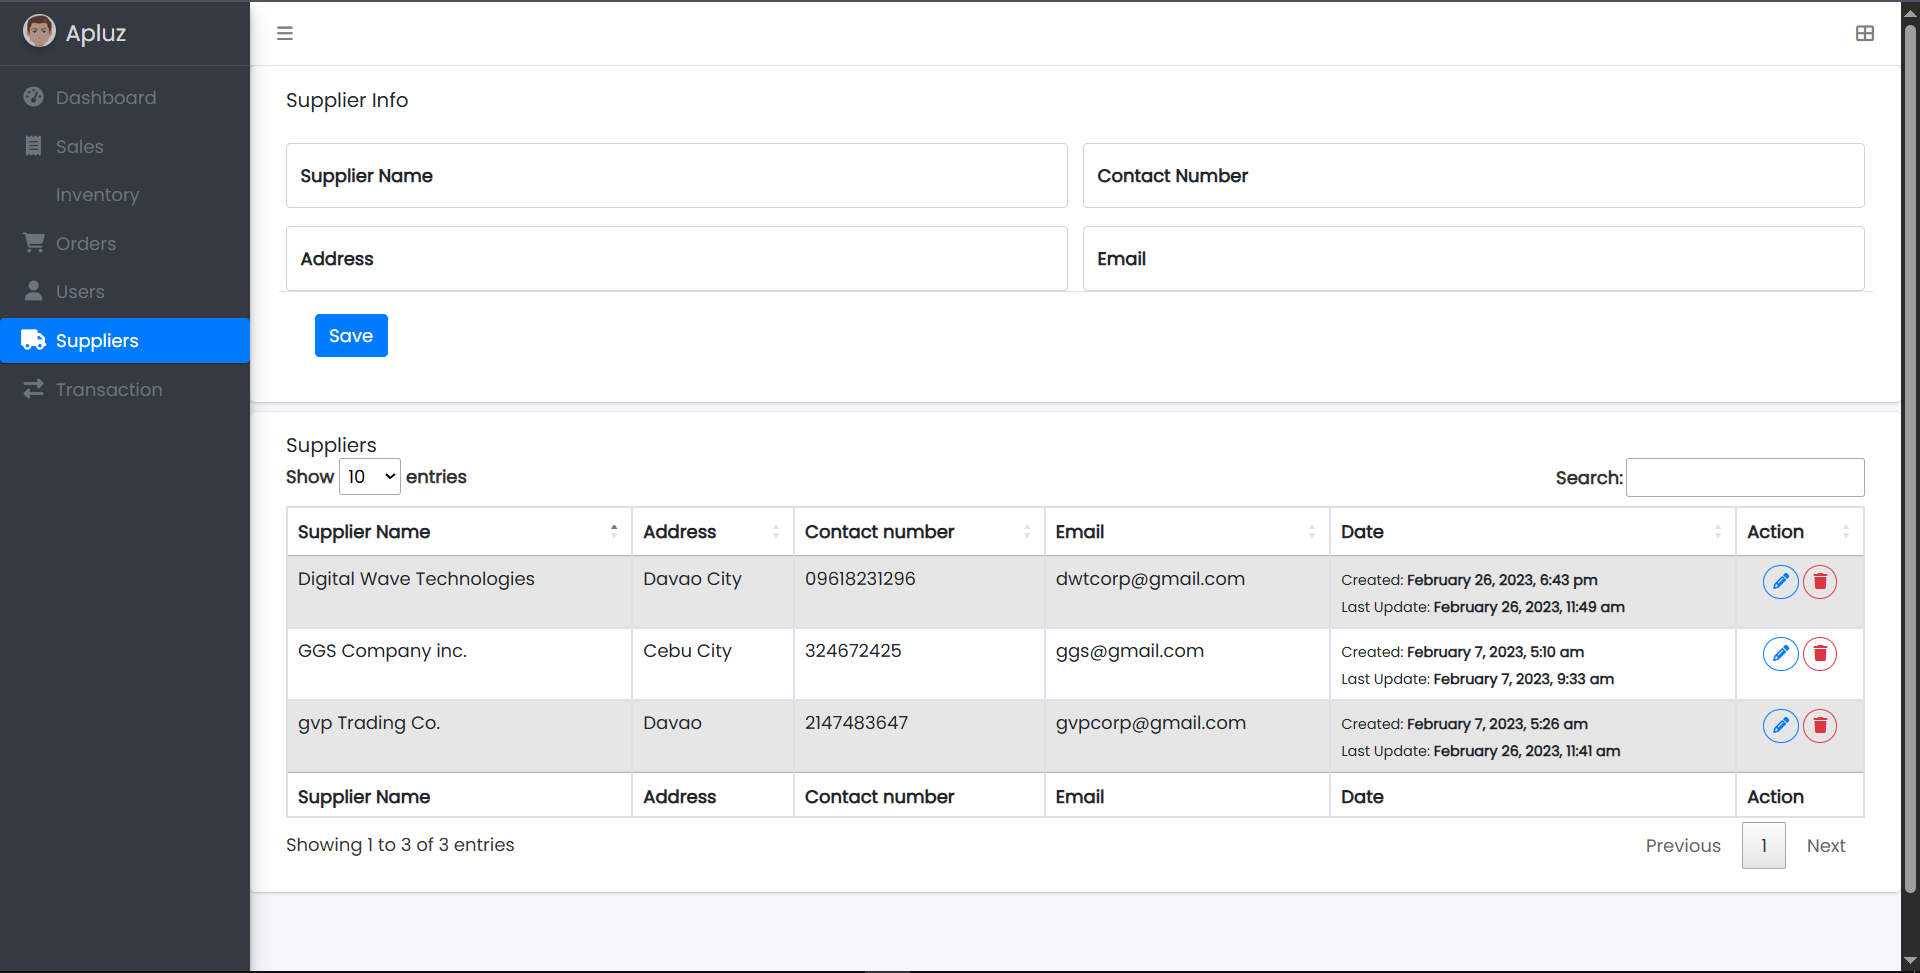 Apluz
Dashboard
Sales
Inventory
Orders
Users
Suppliers
Transaction
Supplier Info
Supplier Name
Contact Number
Address
Email
Save
Suppliers
Show 10 entries
Search:
Supplier Name Address Contact number Email Date Action
Digital Wave Technologies Davao City 09618231296 dwtcorp@gmail.com Created: February 26, 2023, 6:43 pm
Last Update: February 26, 2023, 11:49 am
GGS Company inc. Cebu City 324672425 ggs@gmail.com Created: February 7, 2023, 5:10 am
Last Update: February 7, 2023, 9:33 am
gvp Trading Co. Davao 2147483647 gvpcorp@gmail.com Created: February 7, 2023, 5:26 am
Last Update: February 26, 2023, 11:41 am
Supplier Name Address Contact number Email Date Action
Showing 1 to 3 of 3 entries
Previous 1 Next